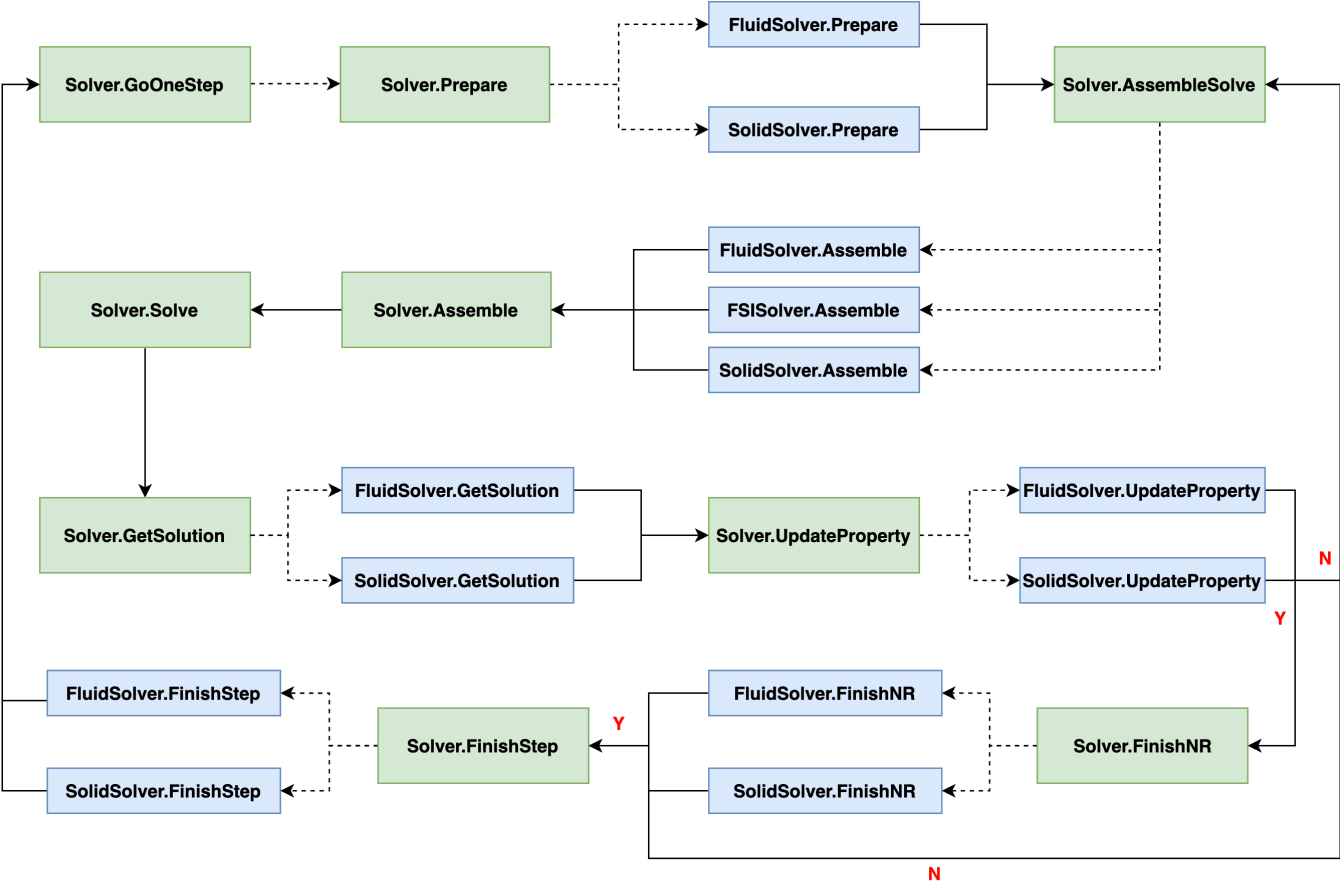 FluidSolver.Prepare
Solver.GoOneStep
Solver.Prepare
Solver.AssembleSolve
SolidSolver.Prepare
FluidSolver.Assemble
Solver.Solve
Solver.Assemble
FSISolver.Assemble
SolidSolver.Assemble
FluidSolver.GetSolution
FluidSolver.UpdateProperty
Solver.GetSolution
Solver.UpdateProperty
N
SolidSolver.GetSolution
SolidSolver.UpdateProperty
Y
FluidSolver.FinishStep
FluidSolver.FinishNR
Y
Solver.FinishStep
Solver.FinishNR
SolidSolver.FinishStep
SolidSolver.FinishNR
N